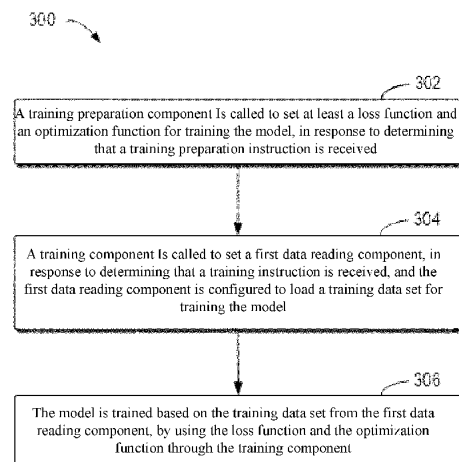 300
302
A training preparation component Is called to set at least a loss function and
an optimization function for training the model, in response to determining
that a training preparation instruction is received
304
A training component Is called to set a first data reading component, in
response to determining that a training instruction is received, and the
first data reading component is configured to load a training data set for
training the model
306
The model is trained based on the training data set from the first data
reading component, by using the loss function and the optimization
function through the training component